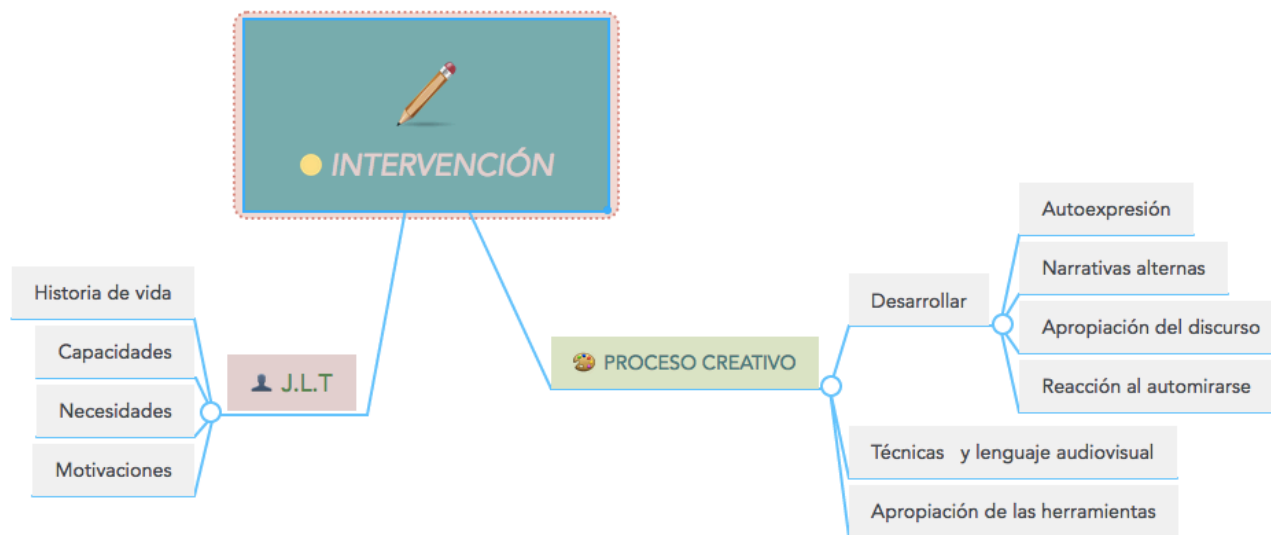 INTERVENCIÓN
J.L.T
Historia de vida
Capacidades
Necesidades
Motivaciones
PROCESO CREATIVO
Desarrollar
Autoexpresión
Narrativas alternas
Apropiación del discurso
Reacción al automirarse
Técnicas y lenguaje audiovisual
Apropiación de las herramientas